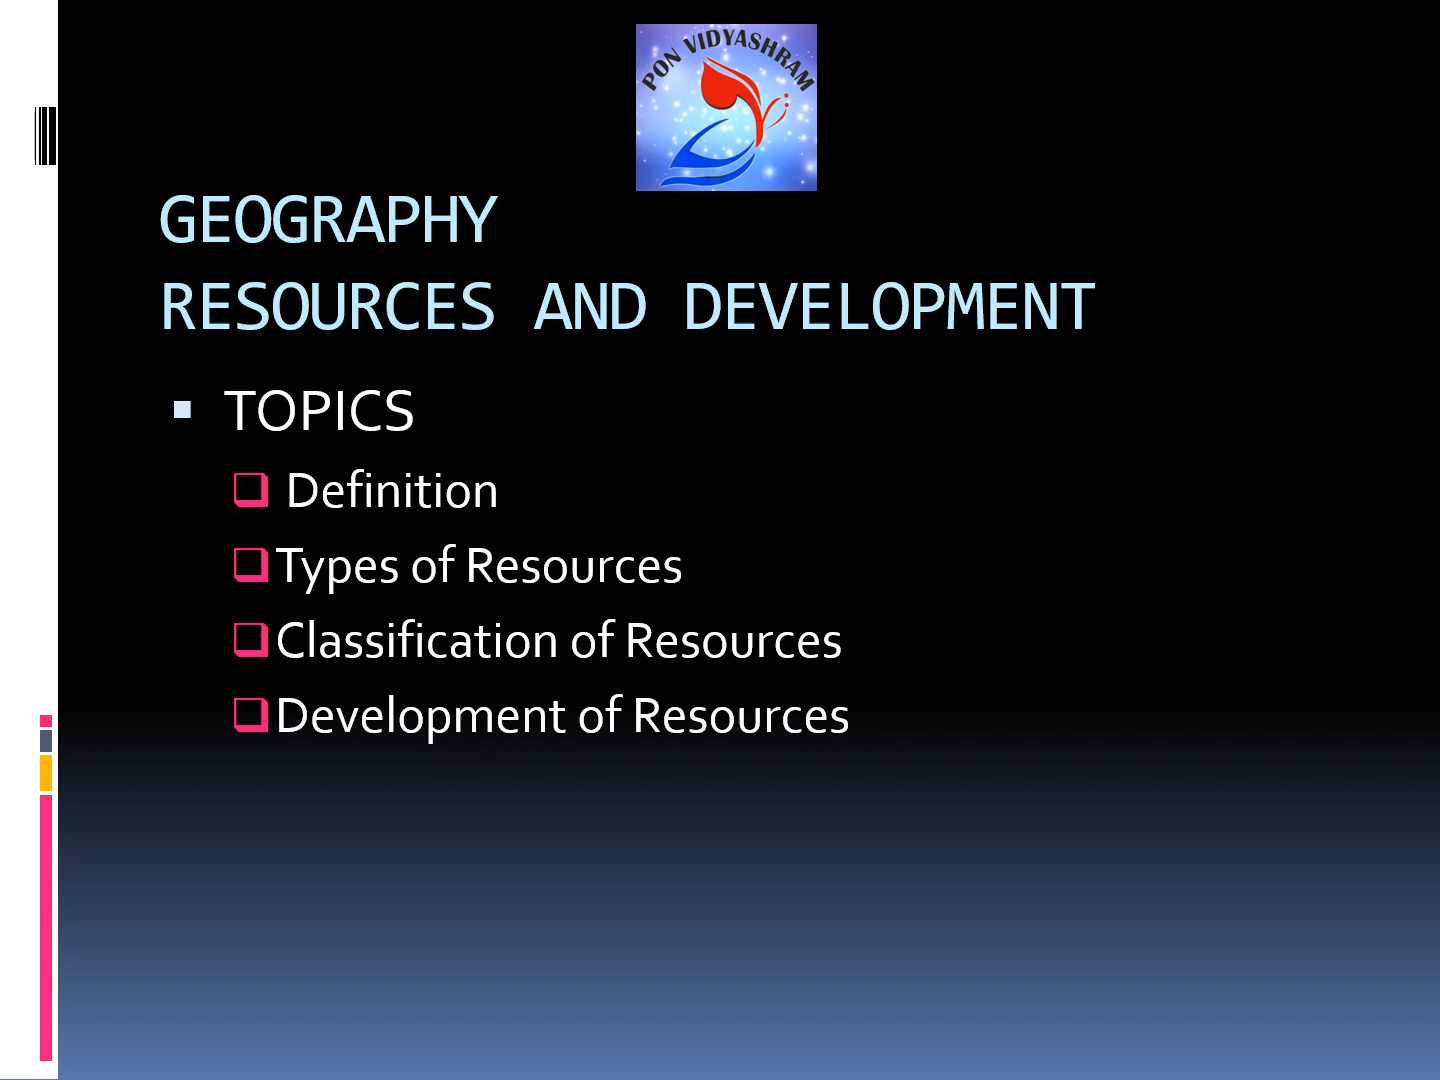 PON VIDYASHRAM
GEOGRAPHY
RESOURCES AND DEVELOPMENT
TOPICS
Definition
Types of Resources
Classification of Resources
Development of Resources